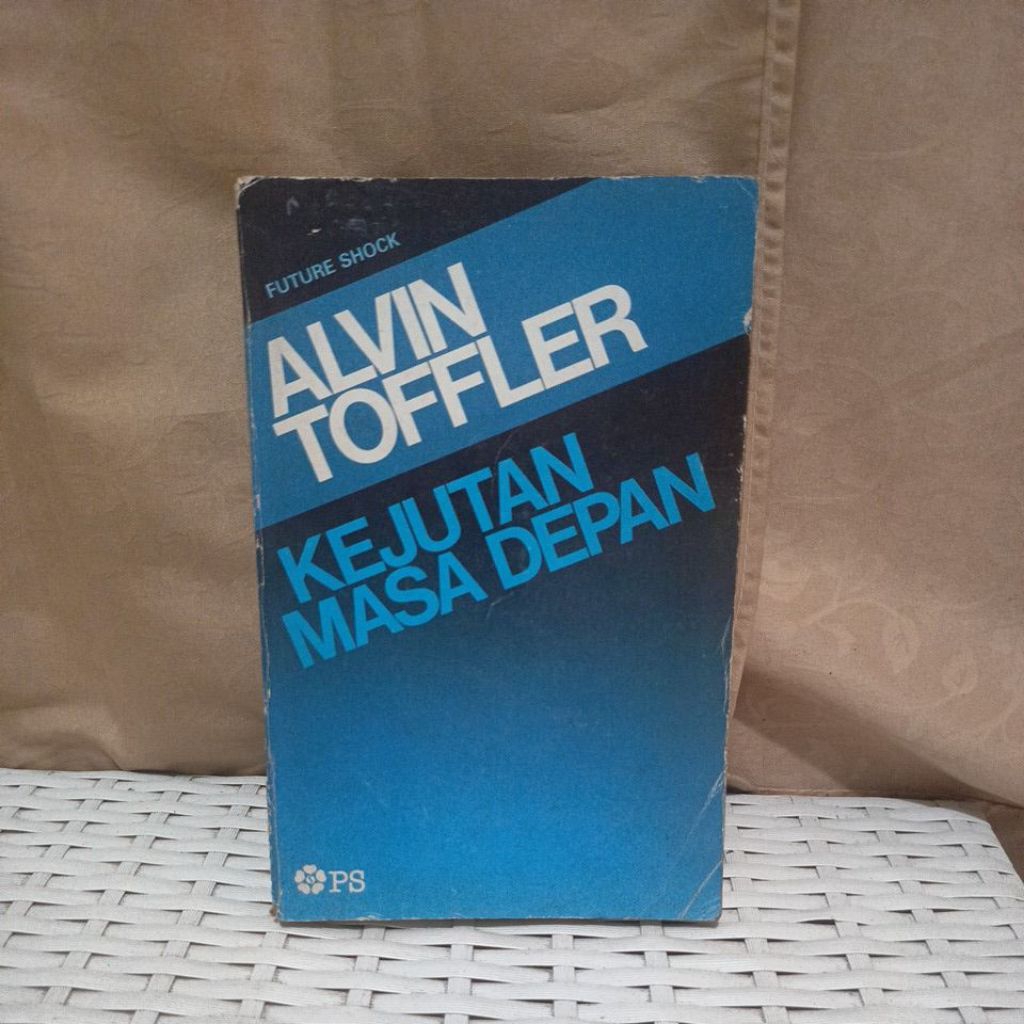 FUTURE SHOCK
ALVIN
TOFFLER
KEJUTAN
MASA DEPAN
PS